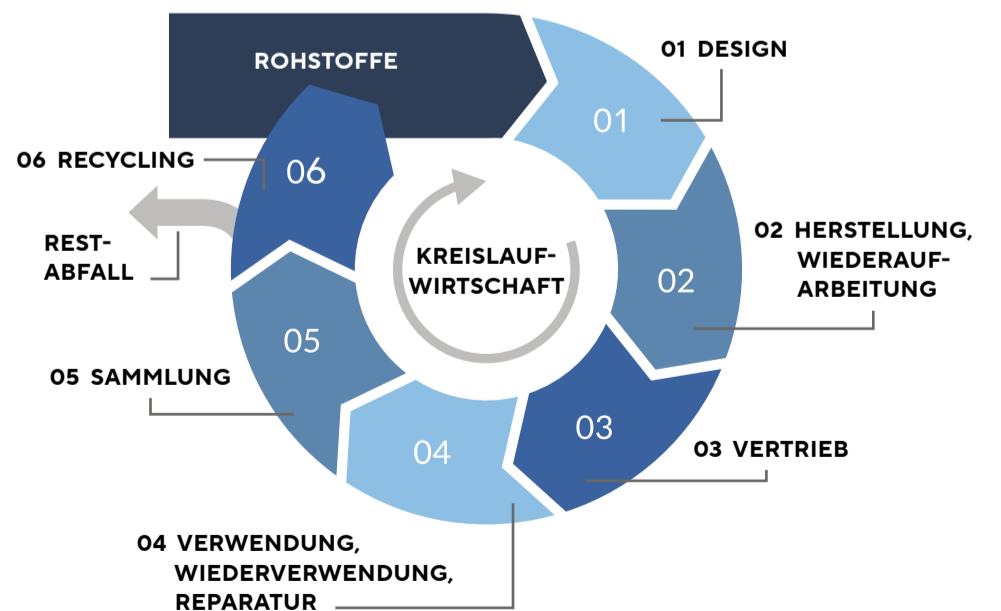 ROHSTOFFE
01 DESIGN
01
02 HERSTELLUNG,
WIEDERAUF-
ARBEITUNG
02
03 VERTRIEB
03
04 VERWENDUNG,
WIEDERVERWENDUNG,
REPARATUR
04
05 SAMMLUNG
05
06 RECYCLING
06
REST-
ABFALL
KREISLAUF-
WIRTSCHAFT